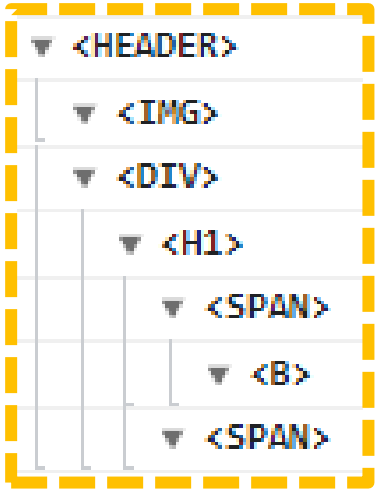 <HEADER>
<IMG>
<DIV>
<H1>
<SPAN>
<B>
<SPAN>